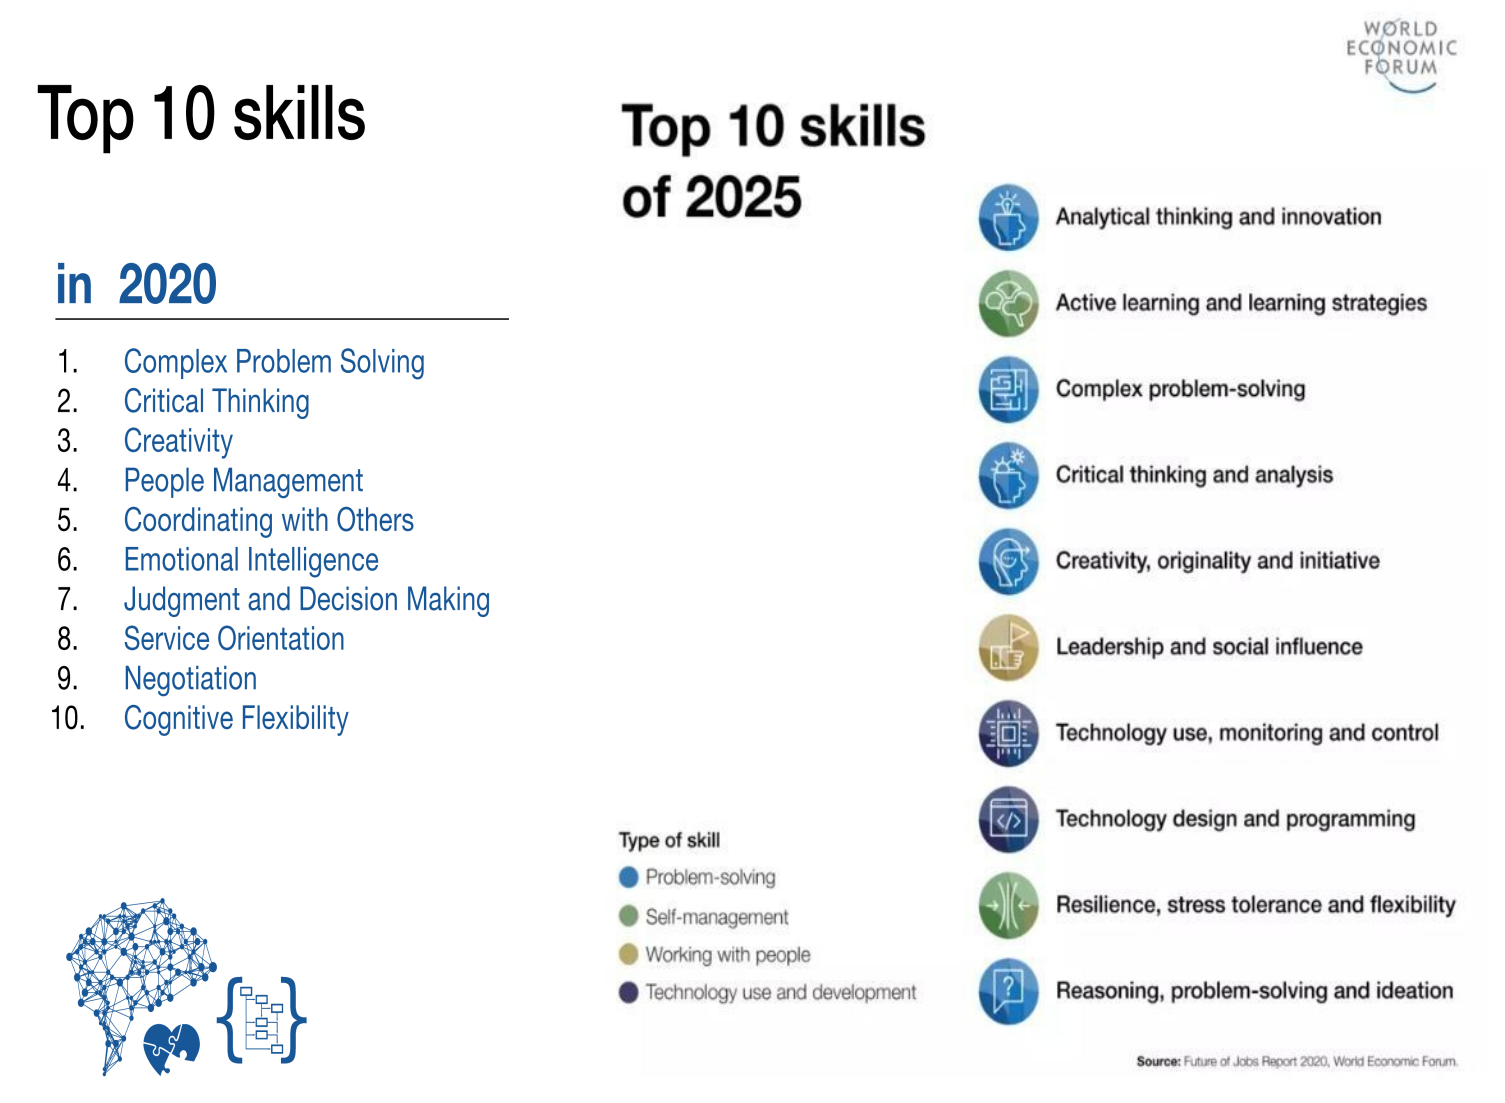 WORLD
ECONOMIC
FORUM
Top 10 skills
in 2020
1. Complex Problem Solving
2. Critical Thinking
3. Creativity
4. People Management
5. Coordinating with Others
6. Emotional Intelligence
7. Judgment and Decision Making
8. Service Orientation
9. Negotiation
10. Cognitive Flexibility
Top 10 skills
of 2025
Analytical thinking and innovation
Active learning and learning strategies
Complex problem-solving
Critical thinking and analysis
Creativity, originality and initiative
Leadership and social influence
Technology use, monitoring and control
Technology design and programming
Resilience, stress tolerance and flexibility
Reasoning, problem-solving and ideation
Type of skill
Problem-solving
Self-management
Working with people
Technology use and development
Source: Future of Jobs Report 2020, World Economic Forum.